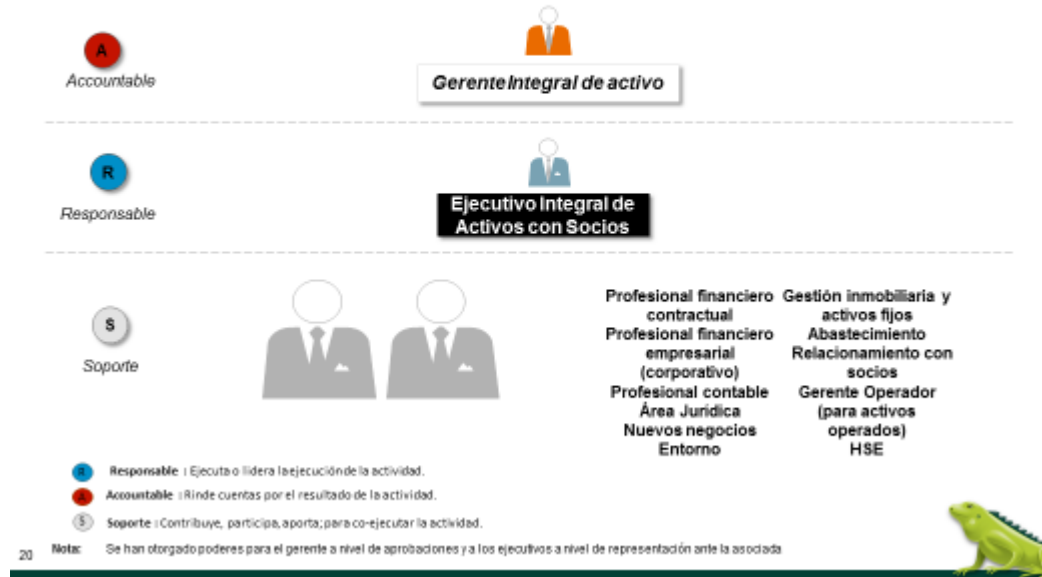 A
Accountable
Gerente Integral de activo
R
Responsable
Ejecutivo Integral de
Activos con Socios
S
Soporte
Profesional financiero
contractual
Profesional financiero
empresarial
(corporativo)
Profesional contable
Área Jurídica
Nuevos negocios
Entorno
Gestión inmobiliaria y
activos fijos
Abastecimiento
Relacionamiento con
socios
Gerente Operador
(para activos
operados)
HSE
R Responsable : Ejecuta o lidera la ejecución de la actividad.
A Accountable : Rinde cuentas por el resultado de la actividad.
S Soporte : Contribuye, participa, aporta; para co-ejecutar la actividad.
20 Nota: Se han otorgado poderes para el gerente a nivel de aprobaciones y a los ejecutivos a nivel de representación ante la asociada